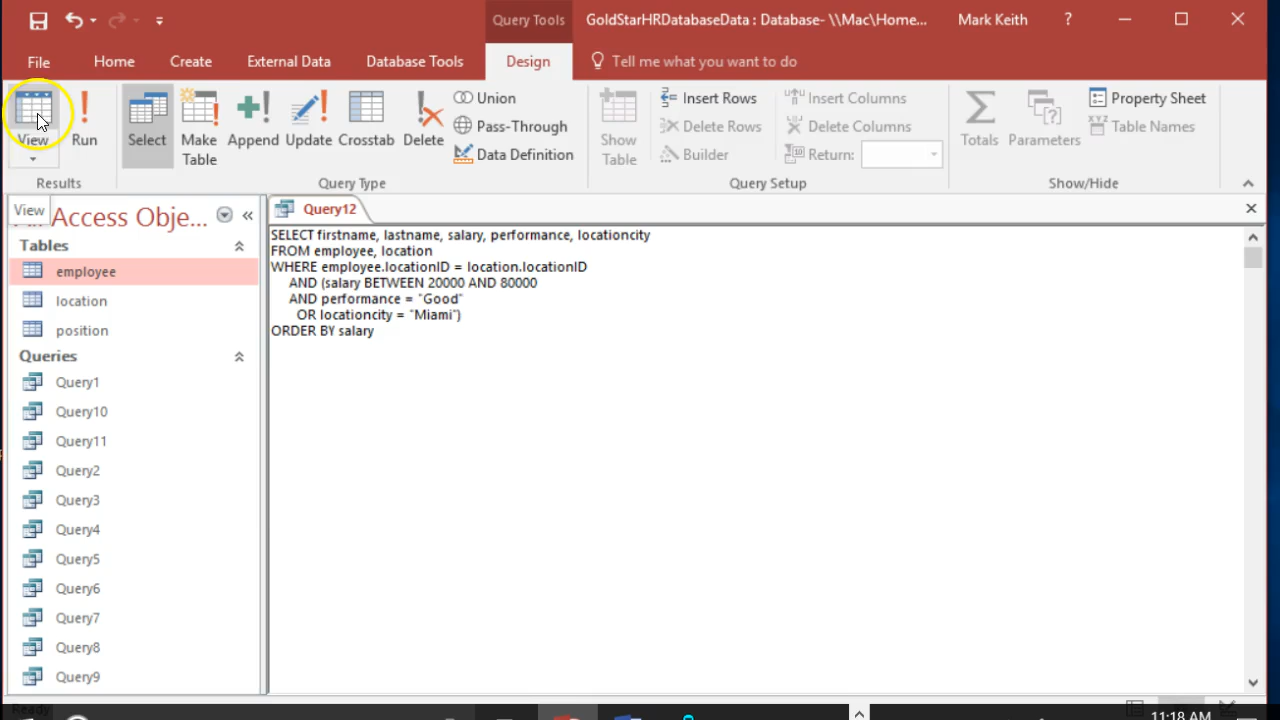 Query Tools
GoldStarHRDatabaseData : Database- \\Mac\Home...
Mark Keith
?
File
Home
Create
External Data
Database Tools
Design
Tell me what you want to do
View
Run
Select
Make
Table
Append
Update
Crosstab
Delete
Union
Pass-Through
Data Definition
Show
Table
Insert Rows
Delete Rows
Builder
Insert Columns
Delete Columns
Return:
Totals
Parameters
Property Sheet
Table Names
Results
Query Type
Query Setup
Show/Hide
View
Access Obje...
Query12
Tables
employee
location
position
Queries
Query1
Query10
Query11
Query2
Query3
Query4
Query5
Query6
Query7
Query8
Query9
SELECT firstname, lastname, salary, performance, locationcity
FROM employee, location
WHERE employee.locationID = location.locationID
AND (salary BETWEEN 20000 AND 80000
AND performance = "Good"
OR locationcity = "Miami")
ORDER BY salary
Ready
11:18 AM